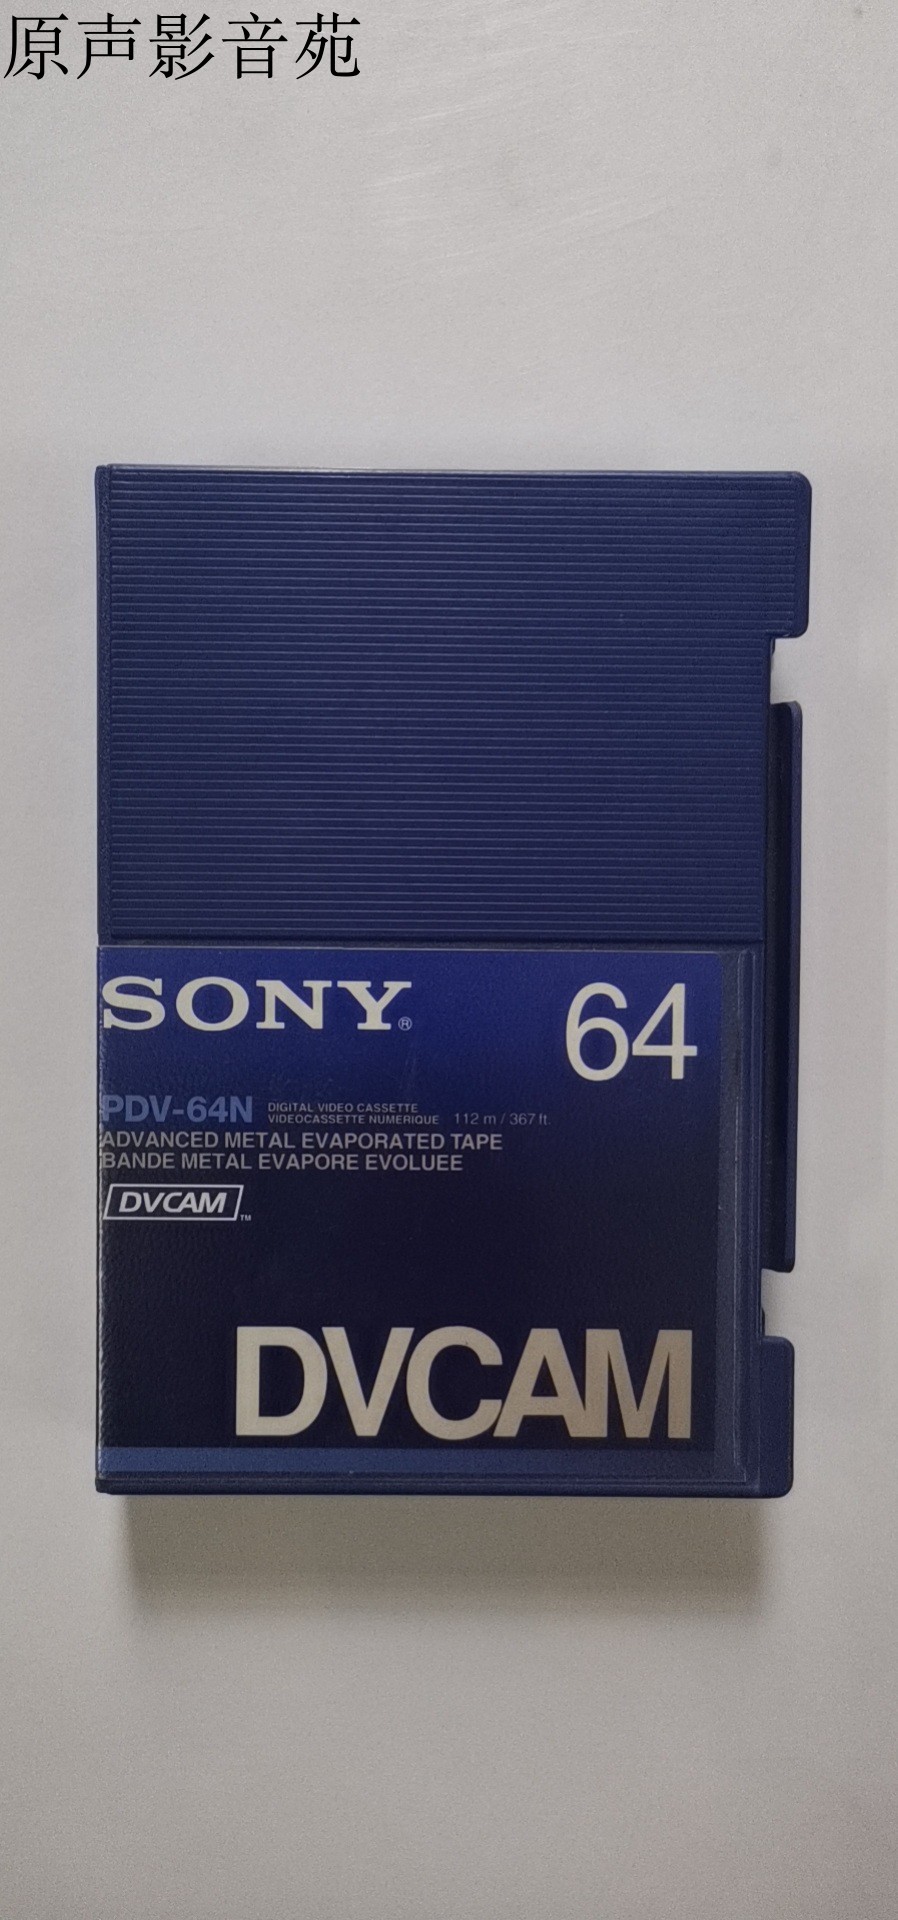 原声影音苑
SONY®
64
PDV-64N DIGITAL VIDEO CASSETTE
VIDEOCASSETTE NUMERIQUE 112 m / 367 ft.
ADVANCED METAL EVAPORATED TAPE
BANDE METAL EVAPORE EVOLUEE
DVCAM™
DVCAM